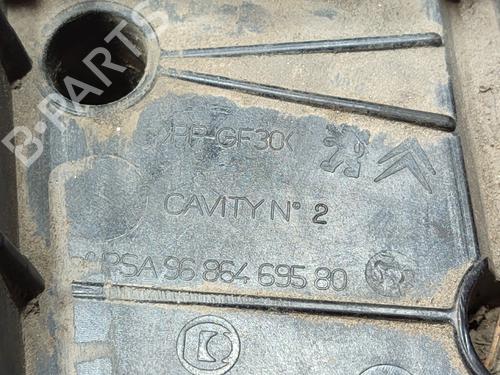 >PP-GF30<
CAVITY N° 2
PSA 96 864 695 80
B-PARTS